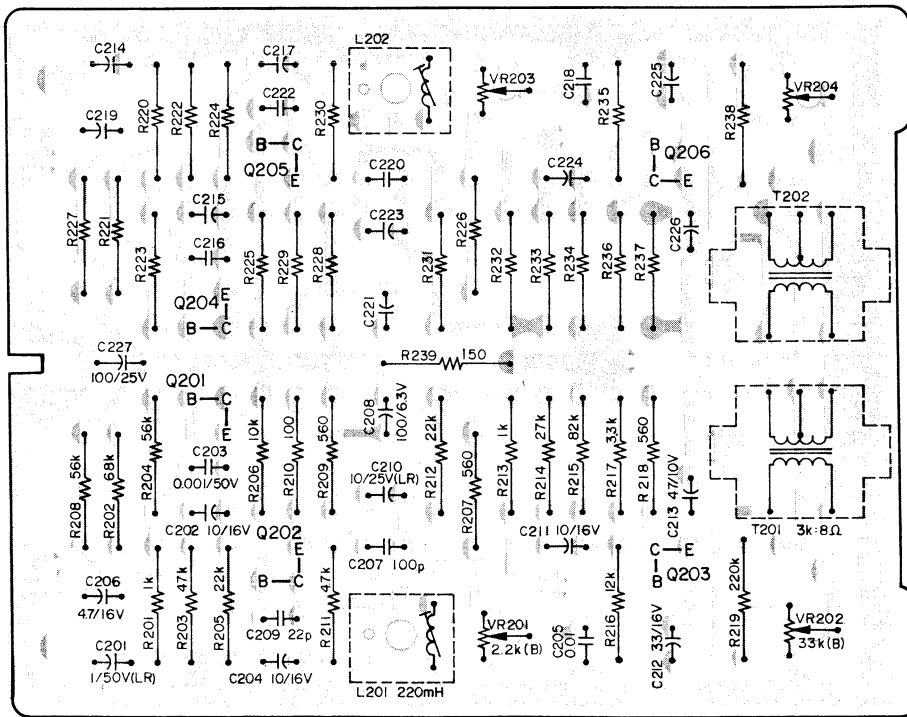 C214
C217
L202
C218
C225
R220
R222
R224
C222
R230
VR203
R235
R238
VR204
C219
B
C
E
Q205
C220
C224
B
Q206
C
E
R227
R221
C215
C223
R226
T202
R223
C216
R225
R229
R228
R231
R232
R233
R234
R236
R237
C226
Q204
E
B
C
C221
C227
100/25V
R239
150
Q201
B
C
E
R208
56k
R202
68k
R204
56k
C203
0.001/50V
R206
10k
R210
100
R209
560
C208
100/6.3V
C210
10/25V(LR)
R212
22k
R207
560
R213
1k
R214
27k
R215
82k
R217
33k
R218
560
C213 47/10V
T201 3k:8Ω
C202 10/16V
Q202
E
B
C
C207 100p
C211 10/16V
C
E
B
Q203
C206
47/16V
R201
1k
R203
47k
R205
22k
C209 22p
R211
47k
VR201
2.2k(B)
C205
0.01
R216
12k
C212 33/16V
R219
220k
VR202
33k(B)
C201
1/50V(LR)
C204 10/16V
L201 220mH